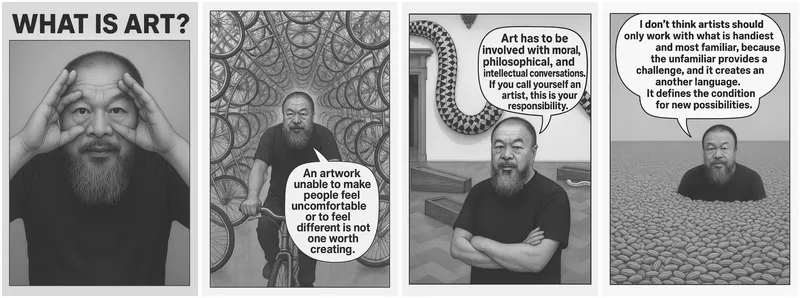 WHAT IS ART?
An artwork
unable to make
people feel
uncomfortable
or to feel
different is not
one worth
creating.
Art has to be
involved with moral,
philosophical, and
intellectual conversations.
If you call yourself an
artist, this is your
responsibility.
I don't think artists should
only work with what is handiest
and most familiar, because
the unfamiliar provides a
challenge, and it creates an
another language.
It defines the condition
for new possibilities.